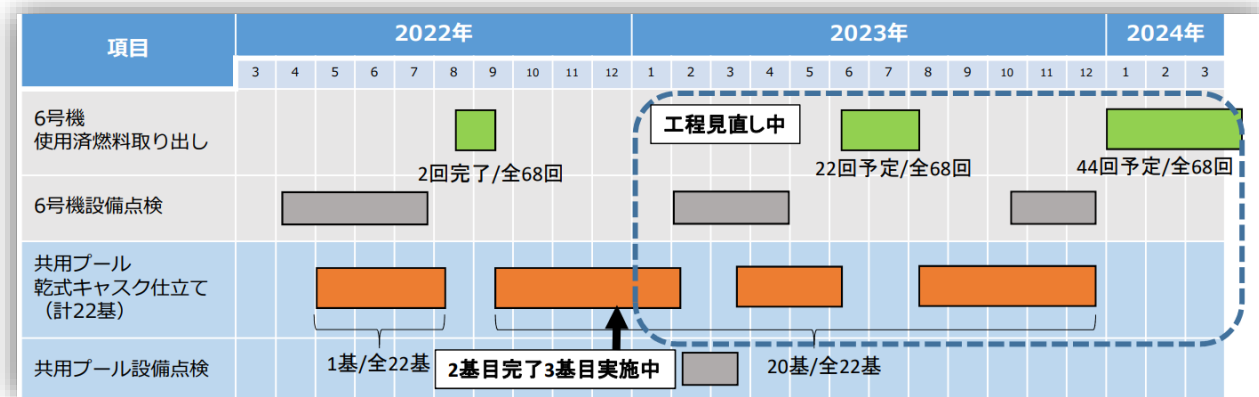 項目
2022年
2023年
2024年
3 4 5 6 7 8 9 10 11 12 1 2 3 4 5 6 7 8 9 10 11 12 1 2 3
6号機
使用済燃料取り出し
工程見直し中
2回完了/全68回
22回予定/全68回
44回予定/全68回
6号機設備点検
共用プール
乾式キャスク仕立て
(計22基)
1基/全22基
2基目完了3基目実施中
20基/全22基
共用プール設備点検